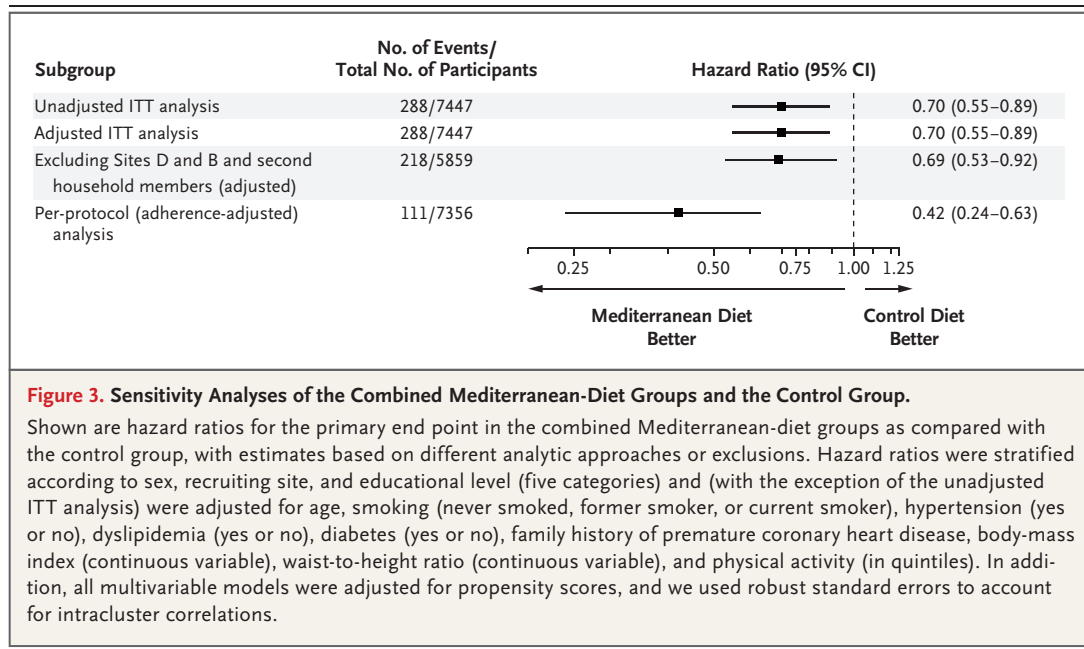 No. of Events/
Subgroup Total No. of Participants Hazard Ratio (95% CI)
Unadjusted ITT analysis 288/7447 0.70 (0.55–0.89)
Adjusted ITT analysis 288/7447 0.70 (0.55–0.89)
Excluding Sites D and B and second 218/5859 0.69 (0.53–0.92)
household members (adjusted)
Per-protocol (adherence-adjusted) 111/7356 0.42 (0.24–0.63)
analysis
0.25 0.50 0.75 1.00 1.25
Mediterranean Diet Control Diet
Better Better
Figure 3. Sensitivity Analyses of the Combined Mediterranean-Diet Groups and the Control Group.
Shown are hazard ratios for the primary end point in the combined Mediterranean-diet groups as compared with
the control group, with estimates based on different analytic approaches or exclusions. Hazard ratios were stratified
according to sex, recruiting site, and educational level (five categories) and (with the exception of the unadjusted
ITT analysis) were adjusted for age, smoking (never smoked, former smoker, or current smoker), hypertension (yes
or no), dyslipidemia (yes or no), diabetes (yes or no), family history of premature coronary heart disease, body-mass
index (continuous variable), waist-to-height ratio (continuous variable), and physical activity (in quintiles). In addi-
tion, all multivariable models were adjusted for propensity scores, and we used robust standard errors to account
for intracluster correlations.